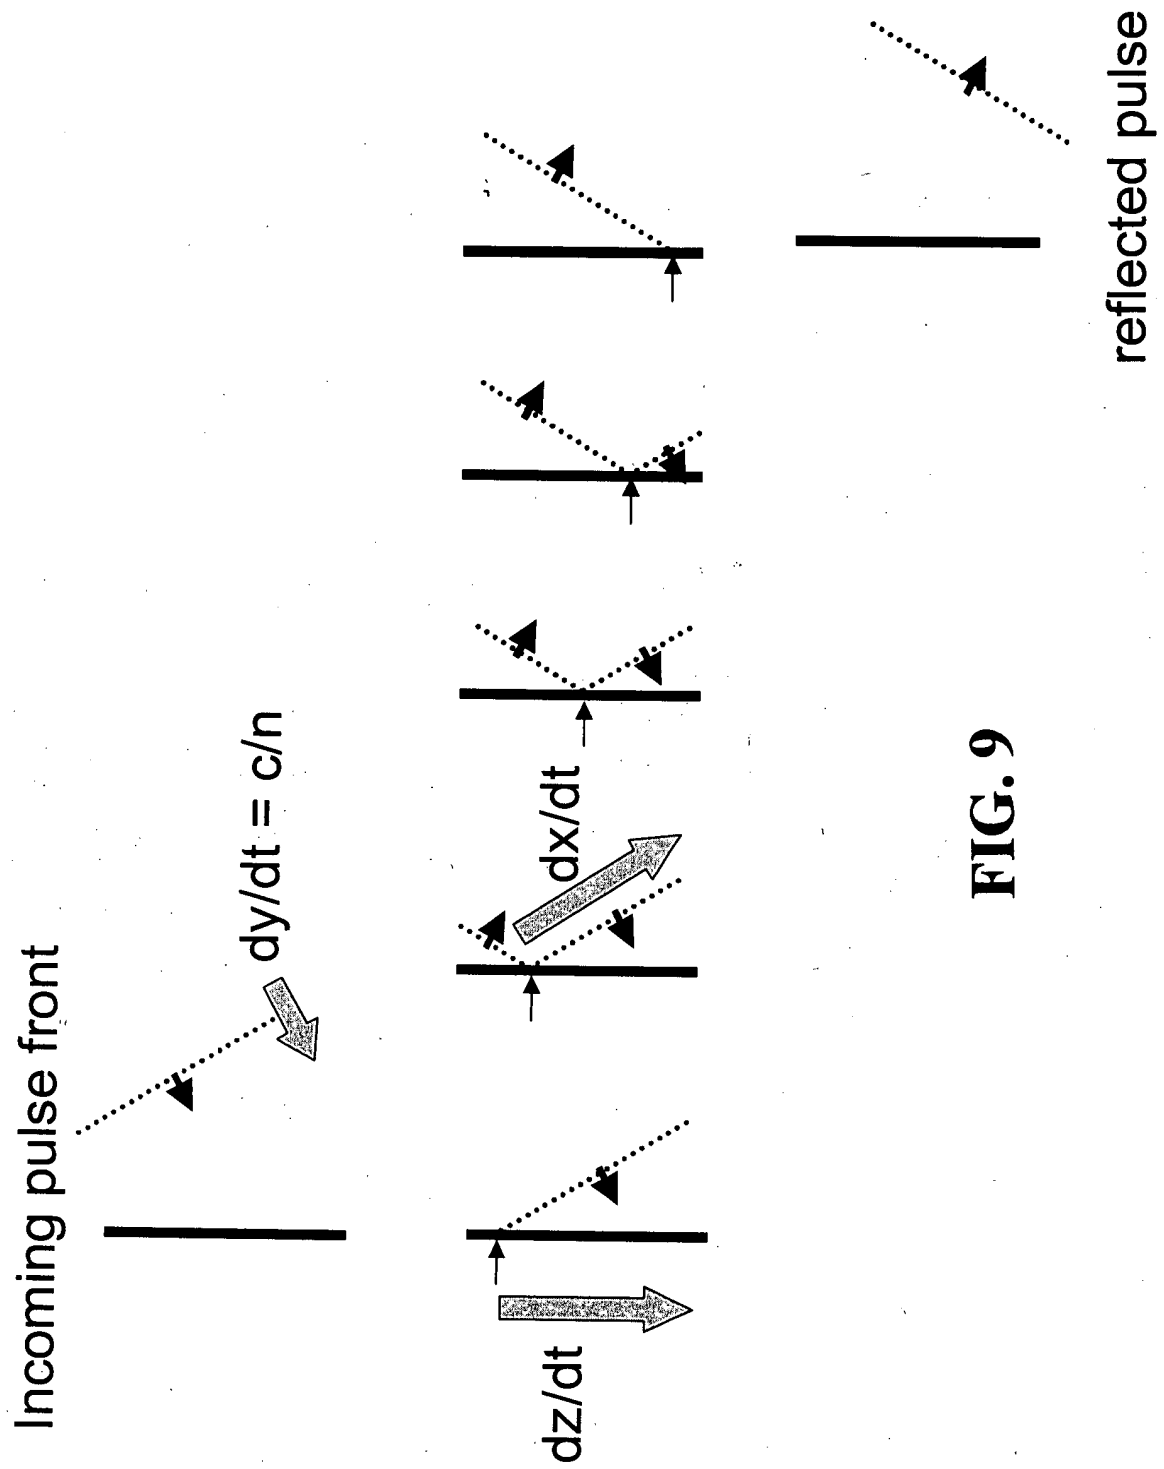 Incoming pulse front
dy/dt = c/n
dz/dt
dx/dt
reflected pulse
FIG. 9